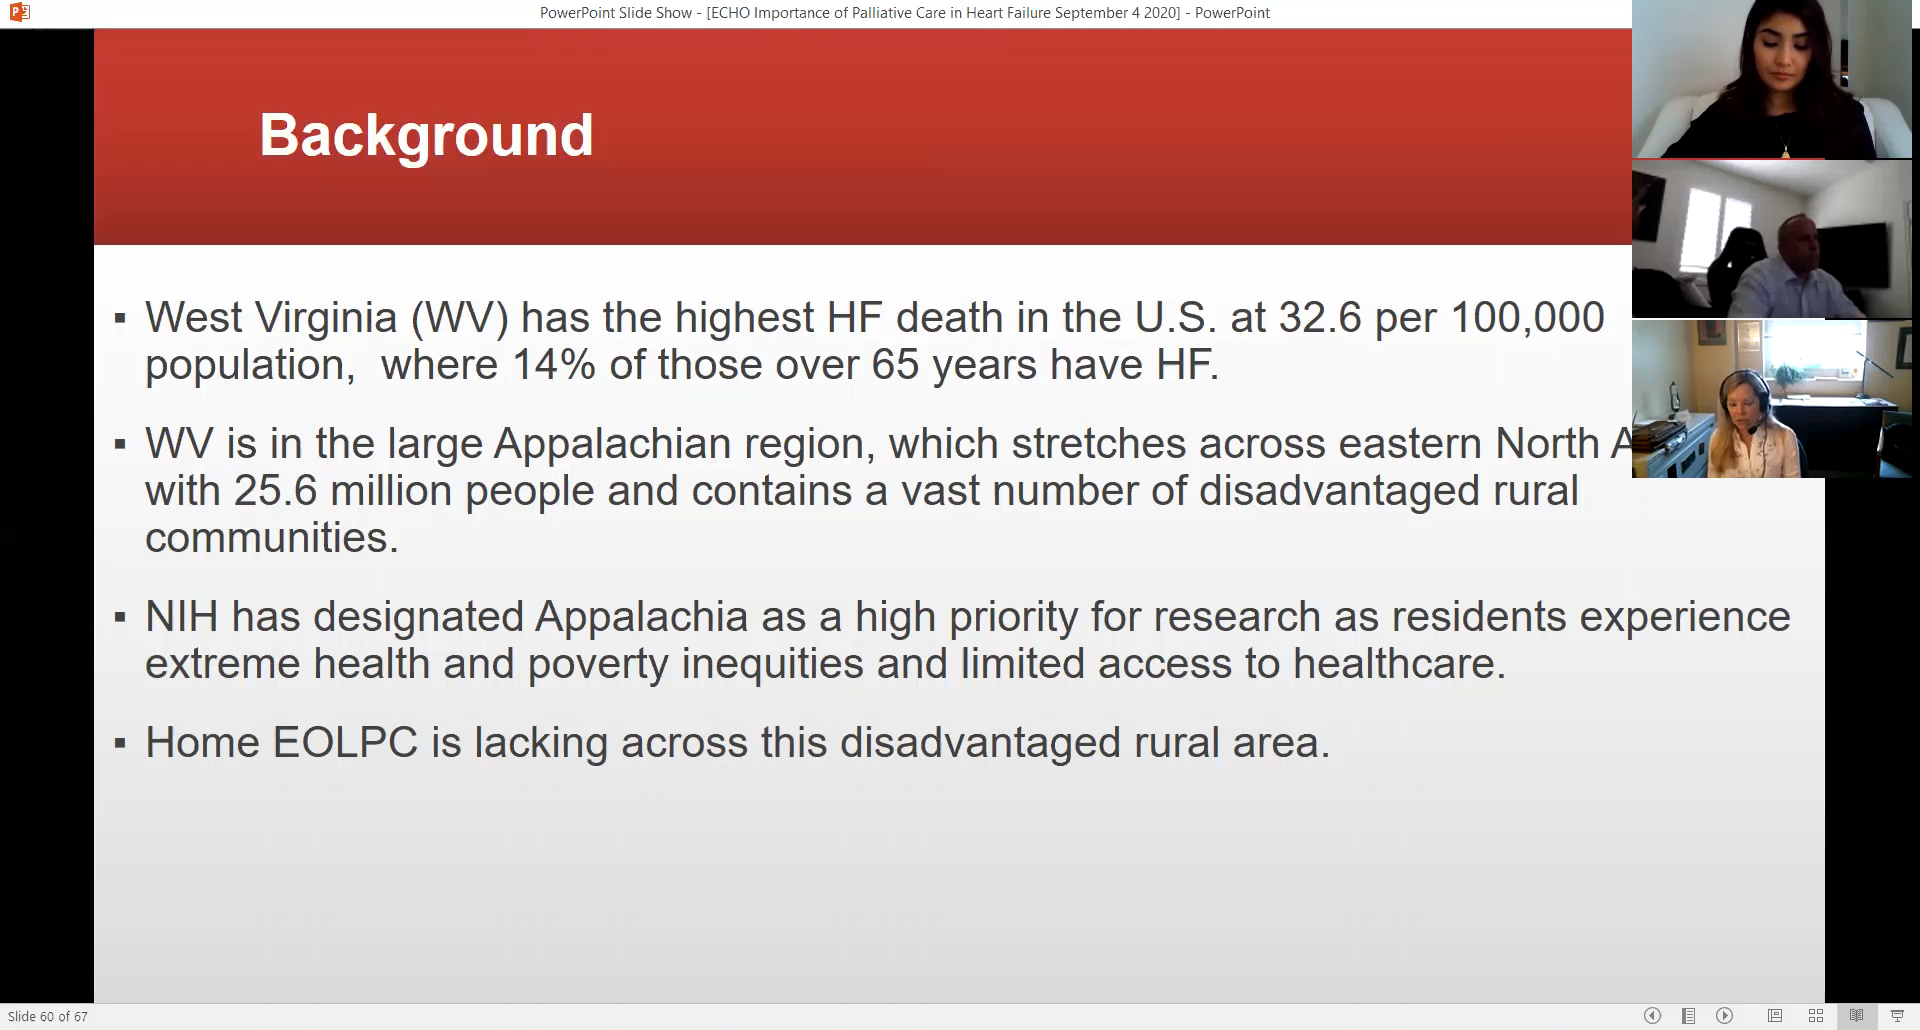 PowerPoint Slide Show - [ECHO Importance of Palliative Care in Heart Failure September 4 2020] - PowerPoint
Background
▪ West Virginia (WV) has the highest HF death in the U.S. at 32.6 per 100,000
population,  where 14% of those over 65 years have HF.
▪ WV is in the large Appalachian region, which stretches across eastern North
with 25.6 million people and contains a vast number of disadvantaged rural
communities.
▪ NIH has designated Appalachia as a high priority for research as residents experience
extreme health and poverty inequities and limited access to healthcare.
▪ Home EOLPC is lacking across this disadvantaged rural area.
Slide 60 of 67